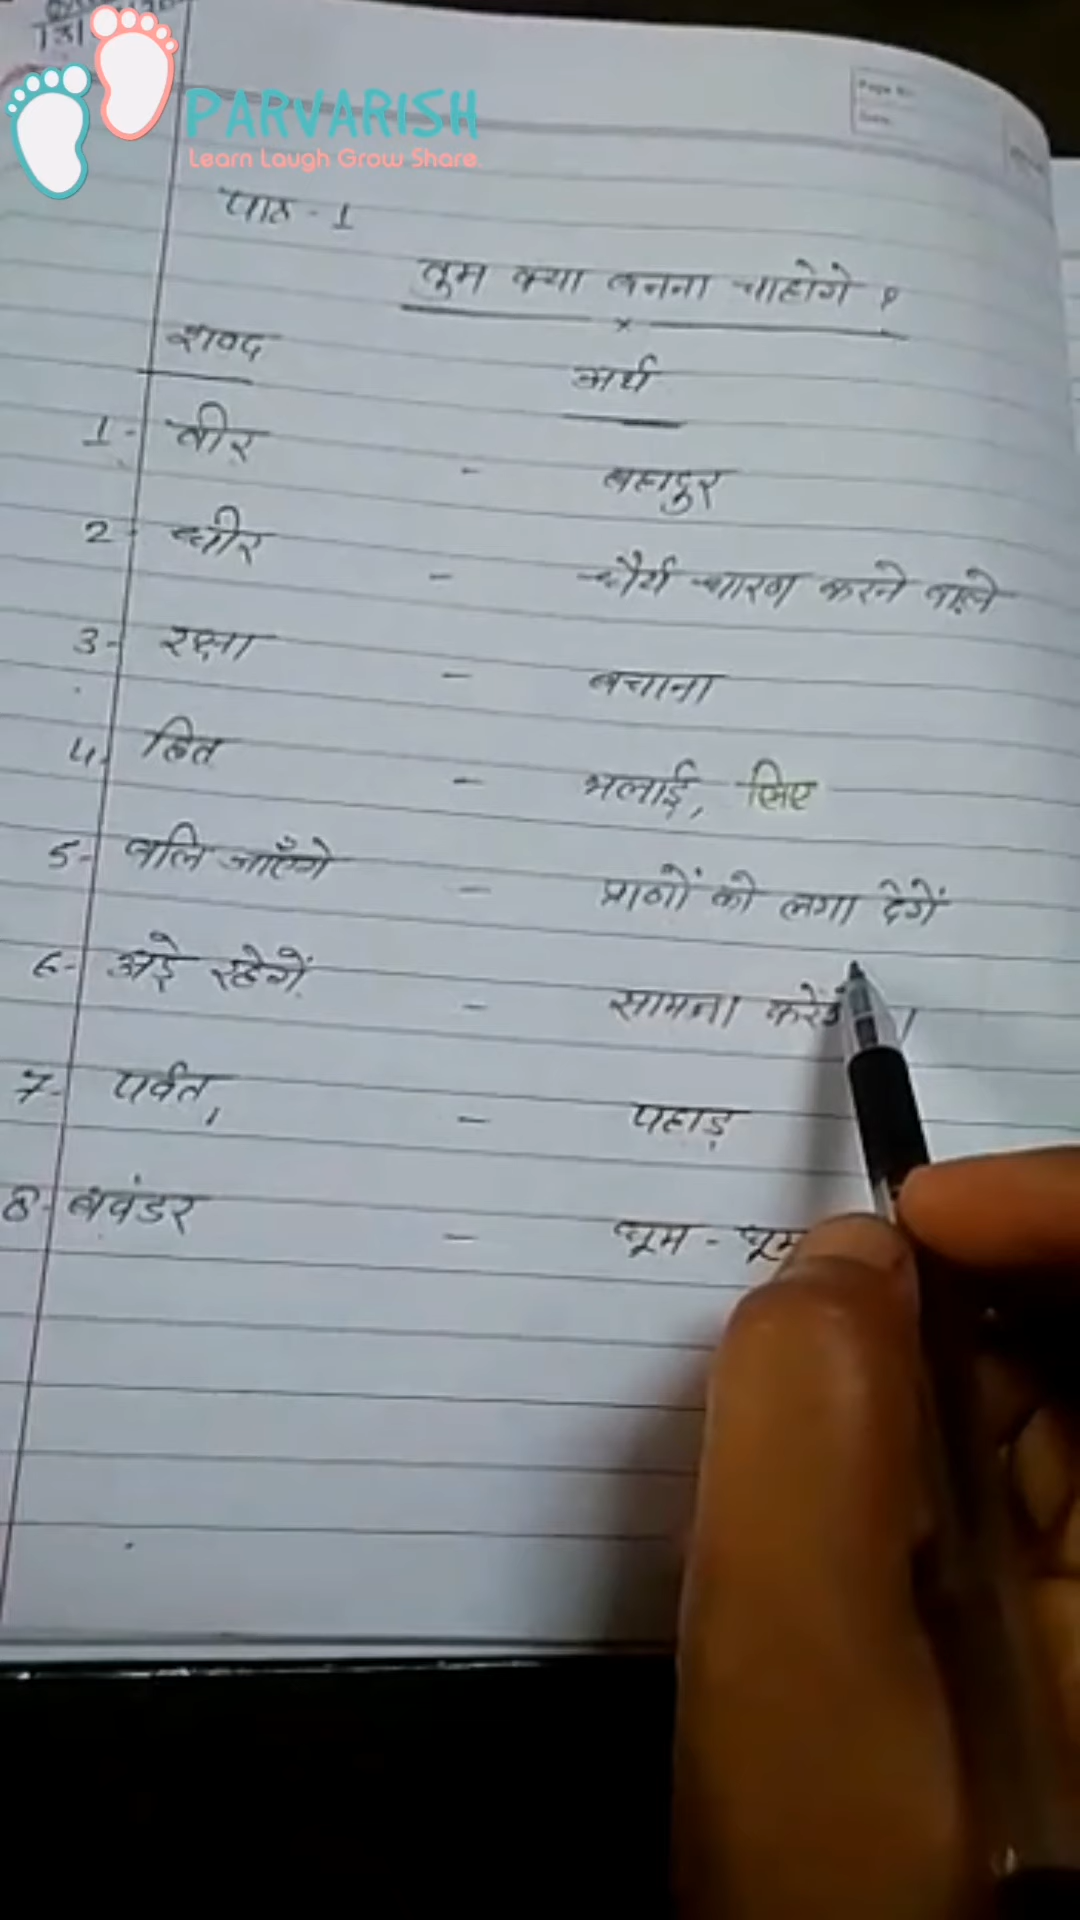 131
PARVARISH
Learn Laugh Grow Share.
पाठ - 1
तुम क्या बनना चाहोगे ?
शब्द अर्थ
1- वीर - बहादुर
2- धीर - धैर्य धारण करने वाले
3- रक्षा - बचाना
4. हित - भलाई, लिए
5- बलि जाएँगे - प्राणों को लगा देगें
6- अड़े रहेगें - सामना
7- पर्वत, - पहाड़
8- बवंडर - घूम - घूम